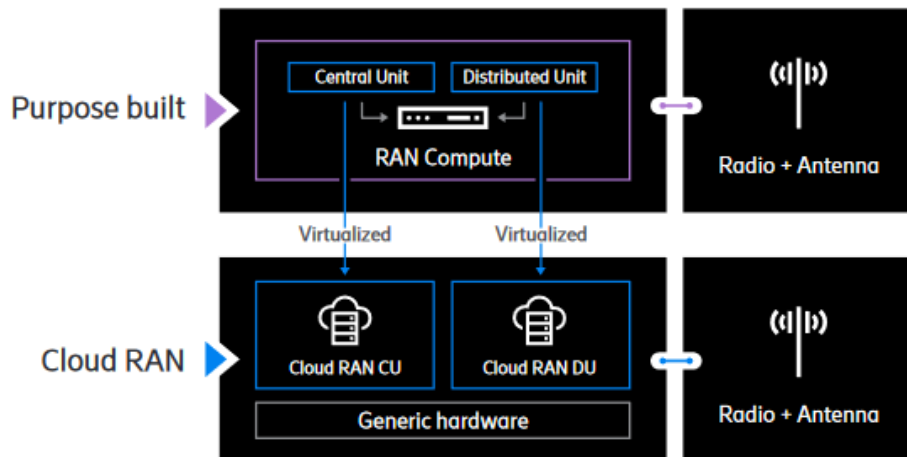 Central Unit
Distributed Unit
Purpose built
RAN Compute
Radio + Antenna
Virtualized
Virtualized
Cloud RAN
Cloud RAN CU
Cloud RAN DU
Generic hardware
Radio + Antenna